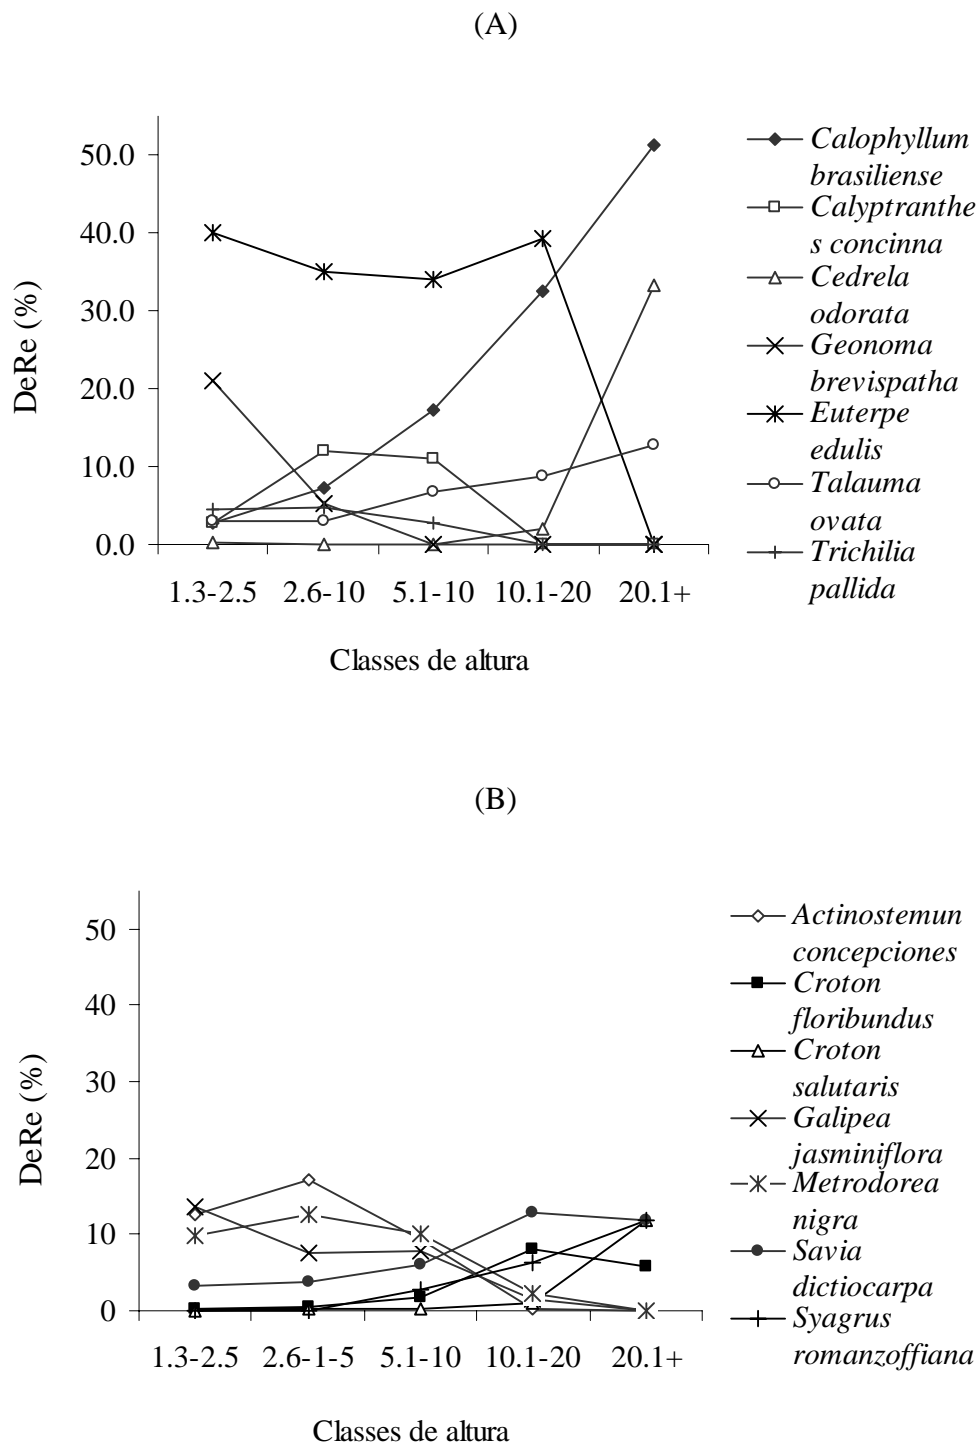 (A)
50.0
40.0
30.0
20.0
10.0
0.0
DeRe (%)
1.3-2.5 2.6-10 5.1-10 10.1-20 20.1+
Classes de altura
Calophyllum
brasiliense
Calyptranthe
s concinna
Cedrela
odorata
Geonoma
brevispatha
Euterpe
edulis
Talauma
ovata
Trichilia
pallida
(B)
50
40
30
20
10
0
DeRe (%)
1.3-2.5 2.6-1-5 5.1-10 10.1-20 20.1+
Classes de altura
Actinostemun
concepciones
Croton
floribundus
Croton
salutaris
Galipea
jasminiflora
Metrodorea
nigra
Savia
dictiocarpa
Syagrus
romanzoffiana